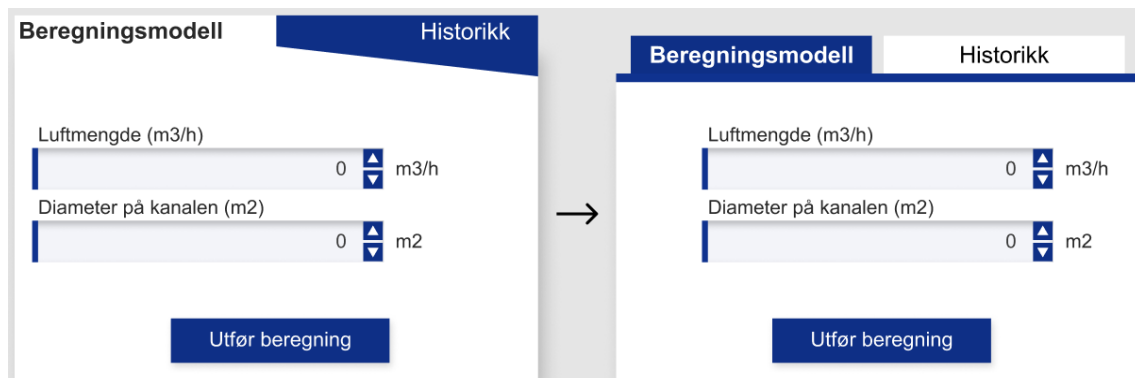 Beregningsmodell Historikk
Luftmengde (m3/h)
0 m3/h
Diameter på kanalen (m2)
0 m2
Utfør beregning
Beregningsmodell Historikk
Luftmengde (m3/h)
0 m3/h
Diameter på kanalen (m2)
0 m2
Utfør beregning